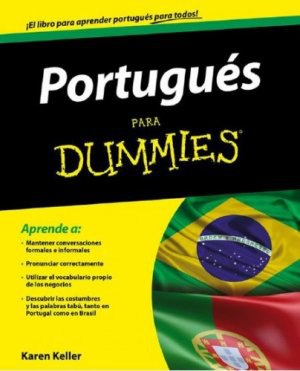 ¡El libro para aprender portugués para todos!
Portugués
PARA
DUMMIES®
Aprende a:
• Mantener conversaciones
formales e informales
• Pronunciar correctamente
• Utilizar el vocabulario propio
de los negocios
• Descubrir las costumbres
y las palabras tabú, tanto en
Portugal como en Brasil
ORDEM E PROGRESSO
Karen Keller